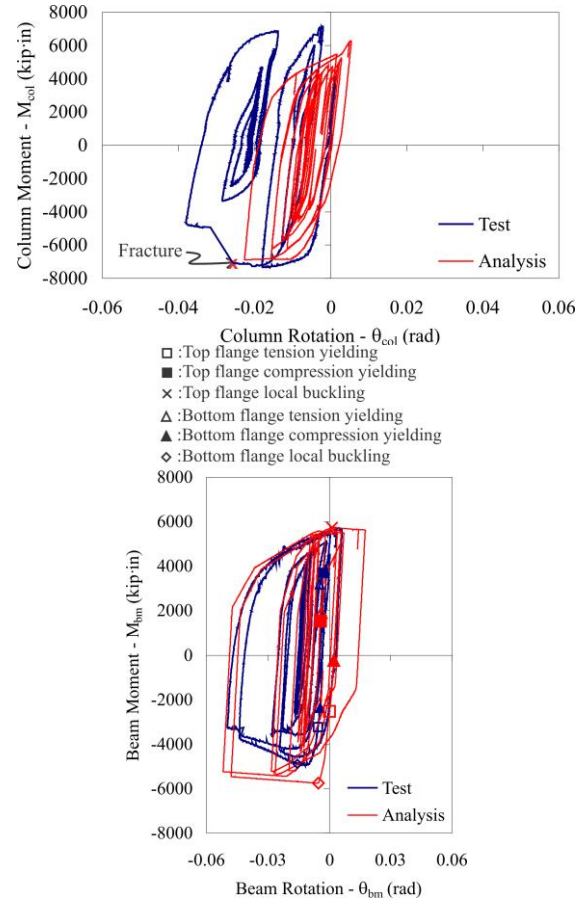 8000
6000
4000
2000
0
-2000
-4000
-6000
-8000
Column Moment - M_col (kip·in)
Fracture
Test
Analysis
-0.06 -0.04 -0.02 0 0.02 0.04 0.06
Column Rotation - θ_col (rad)
□ :Top flange tension yielding
■ :Top flange compression yielding
× :Top flange local buckling
△ :Bottom flange tension yielding
▲ :Bottom flange compression yielding
◇ :Bottom flange local buckling
8000
6000
4000
2000
0
-2000
-4000
-6000
-8000
Beam Moment - M_bm (kip·in)
Test
Analysis
-0.06 -0.03 0 0.03 0.06
Beam Rotation - θ_bm (rad)